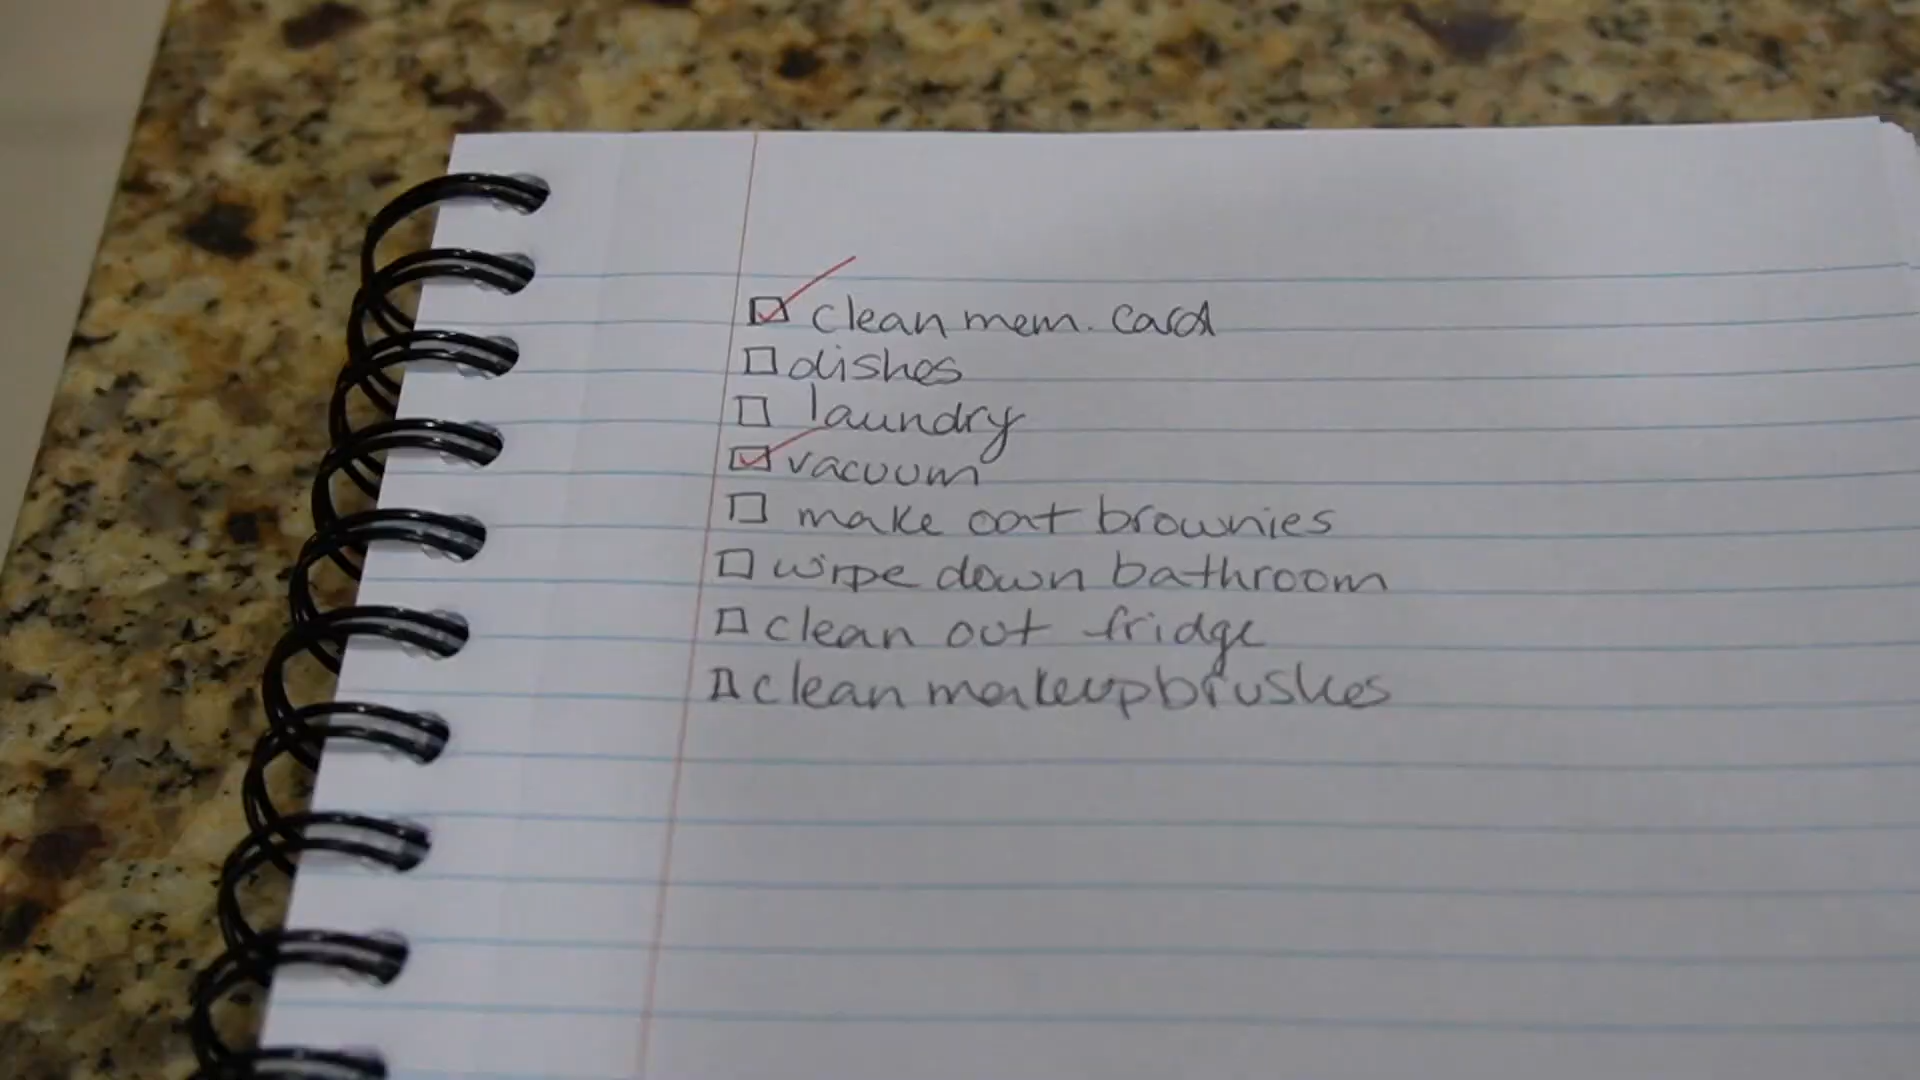 clean mem. card
dishes
laundry
vacuum
make oat brownies
wipe down bathroom
clean out fridge
clean makeup brushes